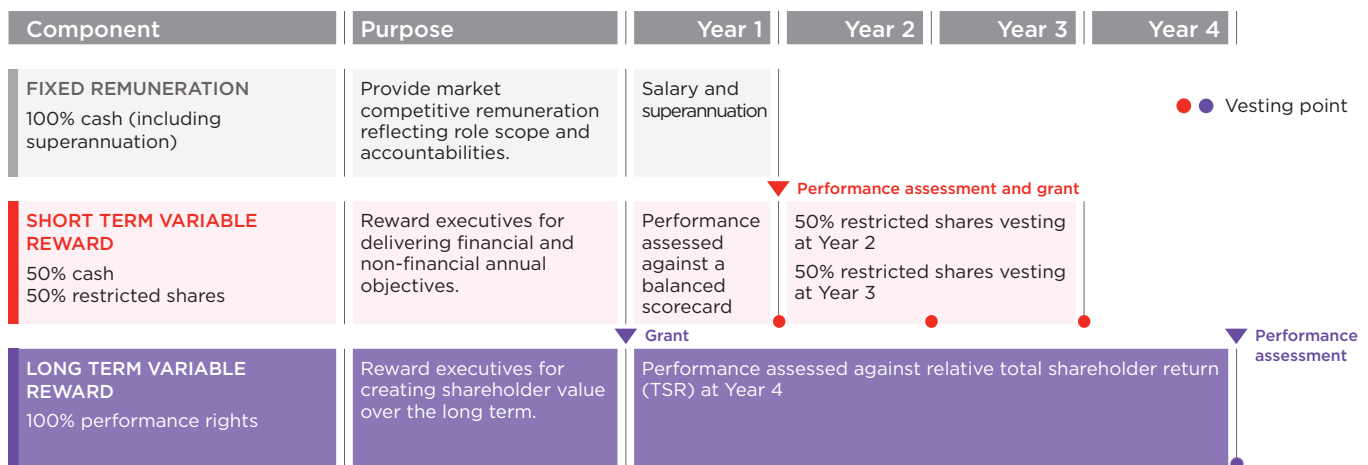 Component
Purpose
Year 1
Year 2
Year 3
Year 4
FIXED REMUNERATION
100% cash (including
superannuation)
Provide market
competitive remuneration
reflecting role scope and
accountabilities.
Salary and
superannuation
Vesting point
Performance assessment and grant
SHORT TERM VARIABLE
REWARD
50% cash
50% restricted shares
Reward executives for
delivering financial and
non-financial annual
objectives.
Performance
assessed
against a
balanced
scorecard
50% restricted shares vesting
at Year 2
50% restricted shares vesting
at Year 3
Grant
Performance
assessment
LONG TERM VARIABLE
REWARD
100% performance rights
Reward executives for
creating shareholder value
over the long term.
Performance assessed against relative total shareholder return
(TSR) at Year 4